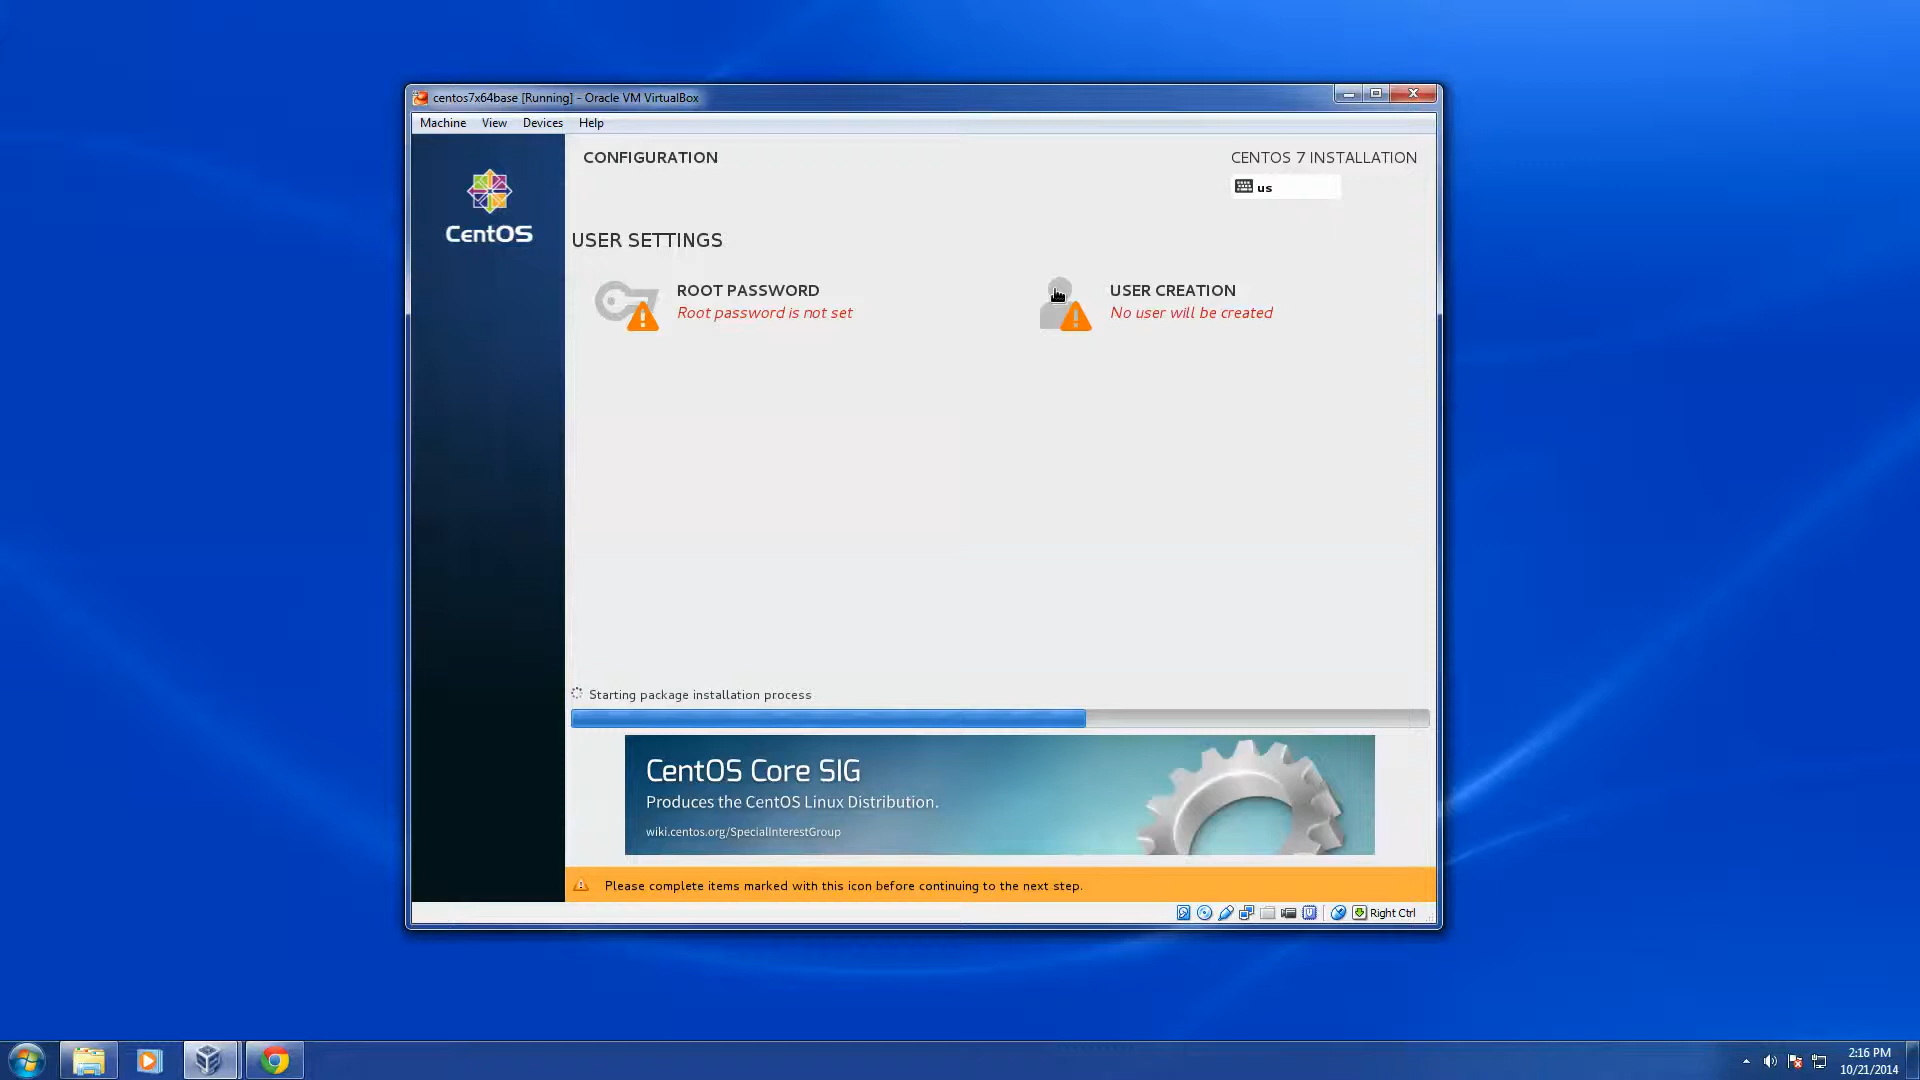 centos7x64base [Running] - Oracle VM VirtualBox
Machine View Devices Help
CONFIGURATION
CENTOS 7 INSTALLATION
us
CentOS
USER SETTINGS
ROOT PASSWORD
Root password is not set
USER CREATION
No user will be created
Starting package installation process
CentOS Core SIG
Produces the CentOS Linux Distribution.
wiki.centos.org/SpecialInterestGroup
Please complete items marked with this icon before continuing to the next step.
Right Ctrl
2:16 PM
10/21/2014